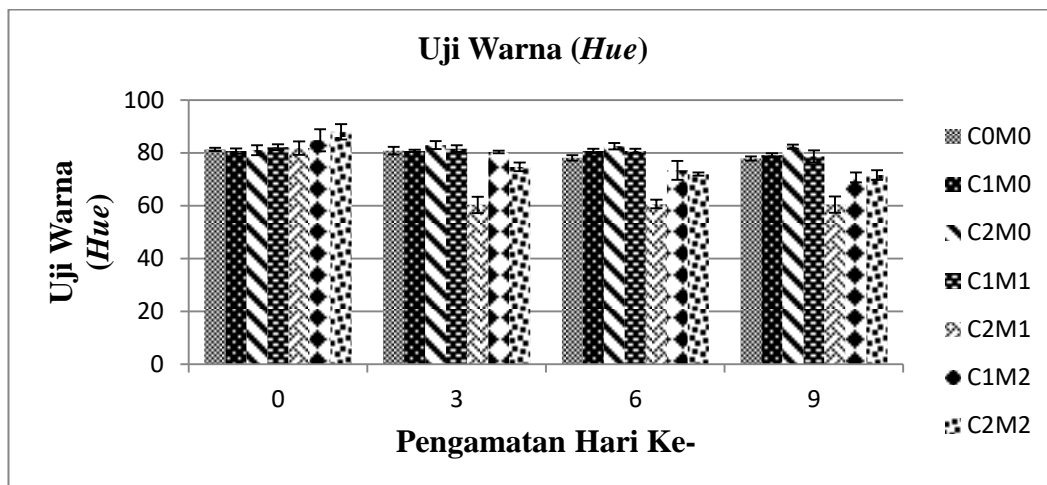 Uji Warna (Hue)
Uji Warna
(Hue)
100
80
60
40
20
0
0 3 6 9
Pengamatan Hari Ke-
C0M0
C1M0
C2M0
C1M1
C2M1
C1M2
C2M2